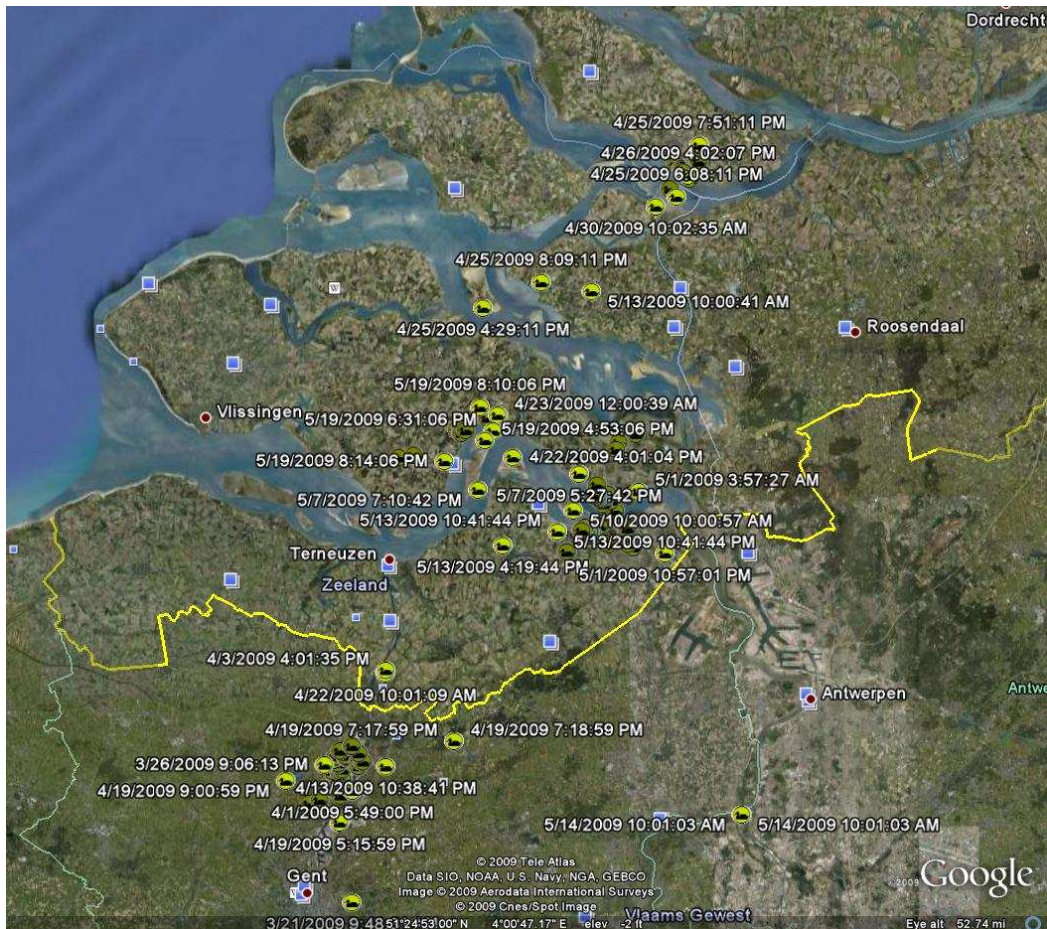 Dordrecht
4/25/2009 7:51:11 PM
4/26/2009 4:02:07 PM
4/25/2009 6:08:11 PM
4/30/2009 10:02:35 AM
4/25/2009 8:09:11 PM
W
5/13/2009 10:00:41 AM
4/25/2009 4:29:11 PM
Roosendaal
5/19/2009 8:10:06 PM
4/23/2009 12:00:39 AM
Vlissingen
5/19/2009 6:31:06 PM
5/19/2009 4:53:06 PM
5/19/2009 8:14:06 PM
4/22/2009 4:01:04 PM
5/1/2009 3:57:27 AM
5/7/2009 7:10:42 PM
5/7/2009 5:27:42 PM
5/13/2009 10:41:44 PM
5/10/2009 10:00:57 AM
5/13/2009 10:41:44 PM
Terneuzen
5/13/2009 4:19:44 PM
5/1/2009 10:57:01 PM
Zeeland
4/3/2009 4:01:35 PM
4/22/2009 10:01:09 AM
Antwerpen
Antwe
4/19/2009 7:17:59 PM
4/19/2009 7:18:59 PM
3/26/2009 9:06:13 PM
4/19/2009 9:00:59 PM
4/13/2009 10:38:41 PM
4/1/2009 5:49:00 PM
5/14/2009 10:01:03 AM
5/14/2009 10:01:03 AM
4/19/2009 5:15:59 PM
© 2009 Tele Atlas
Data SIO, NOAA, U.S. Navy, NGA, GEBCO
Image © 2009 Aerodata International Surveys
© 2009 Cnes/Spot Image
Gent
W
©2009 Google
Vlaams Gewest
3/21/2009 9:48
51°24'53.00" N 4°00'47.17" E elev -2 ft
Eye alt 52.74 mi